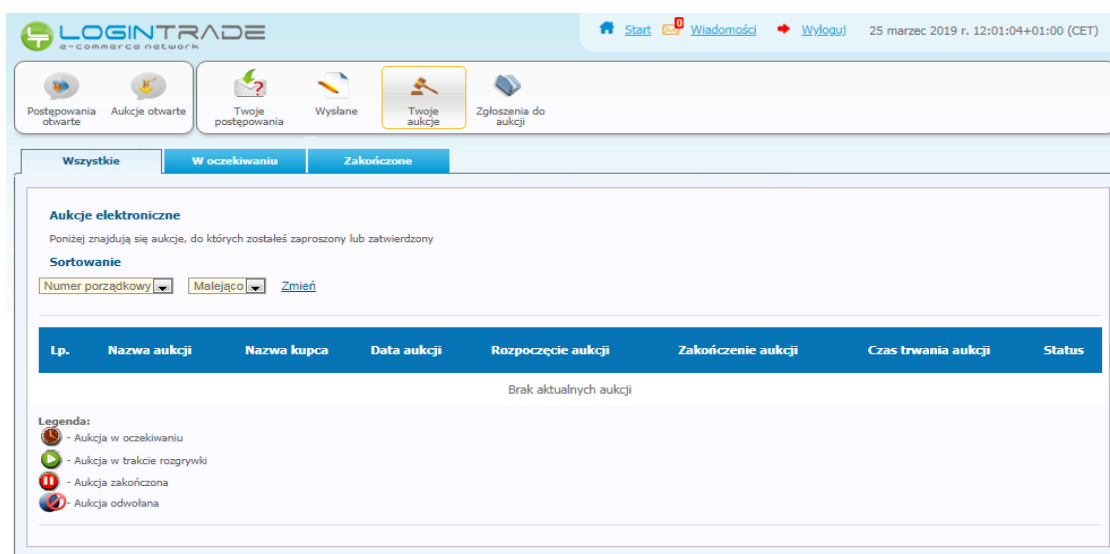 LOGINTRADE
e-commerce network
Start 0 Wiadomości Wyloguj 25 marzec 2019 r. 12:01:04+01:00 (CET)
Postępowania otwarte
Aukcje otwarte
Twoje postępowania
Wysłane
Twoje aukcje
Zgłoszenia do aukcji
Wszystkie W oczekiwaniu Zakończone
Aukcje elektroniczne
Poniżej znajdują się aukcje, do których zostałeś zaproszony lub zatwierdzony
Sortowanie
Numer porządkowy Malejąco Zmień
Lp. Nazwa aukcji Nazwa kupca Data aukcji Rozpoczęcie aukcji Zakończenie aukcji Czas trwania aukcji Status
Brak aktualnych aukcji
Legenda:
- Aukcja w oczekiwaniu
- Aukcja w trakcie rozgrywki
- Aukcja zakończona
- Aukcja odwołana